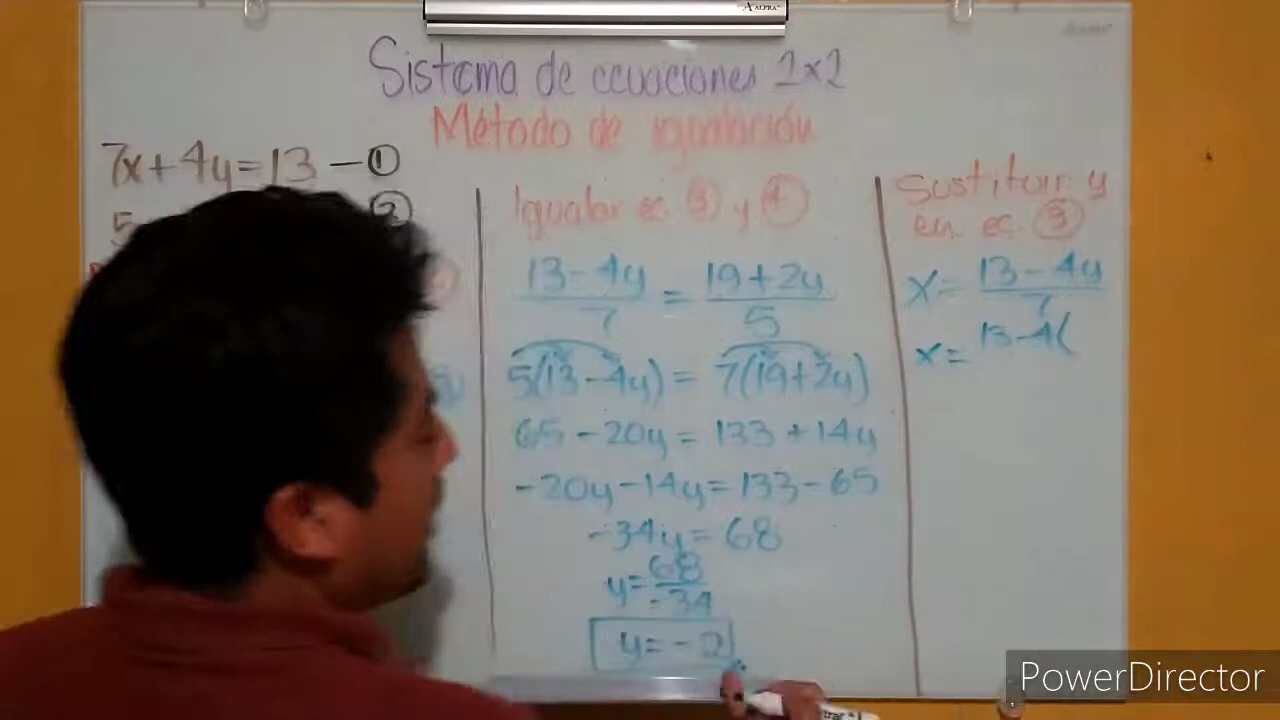 ALFRA
Sistema de ecuaciones 2x2
Método de igualación
7x+4y=13 -①
5
②
Igualar ec. ③ y ④
13-4y/7 = 19+2y/5
5(13-4y) = 7(19+2y)
65-20y=133+14y
-20y-14y=133-65
-34y=68
y=68/-34
y=-2
Sustituir y
en ec. ③
x= 13-4y/7
x= 13-4(
PowerDirector